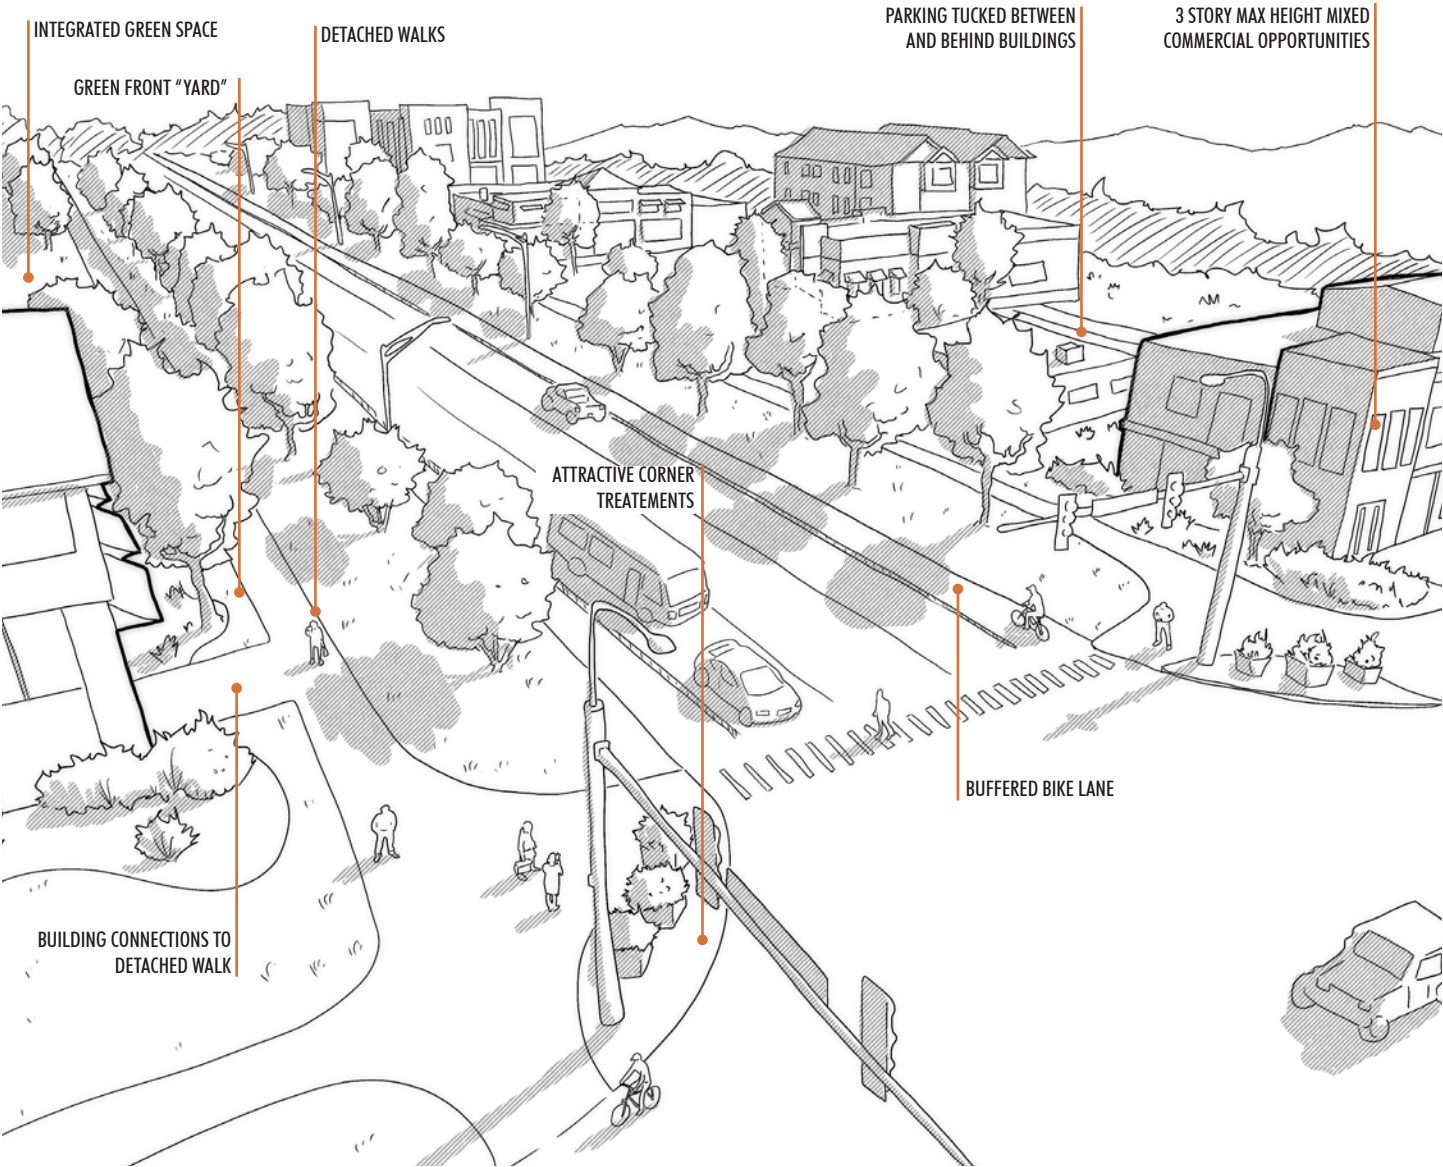 INTEGRATED GREEN SPACE
DETACHED WALKS
PARKING TUCKED BETWEEN
AND BEHIND BUILDINGS
3 STORY MAX HEIGHT MIXED
COMMERCIAL OPPORTUNITIES
GREEN FRONT “YARD”
ATTRACTIVE CORNER
TREATEMENTS
BUFFERED BIKE LANE
BUILDING CONNECTIONS TO
DETACHED WALK